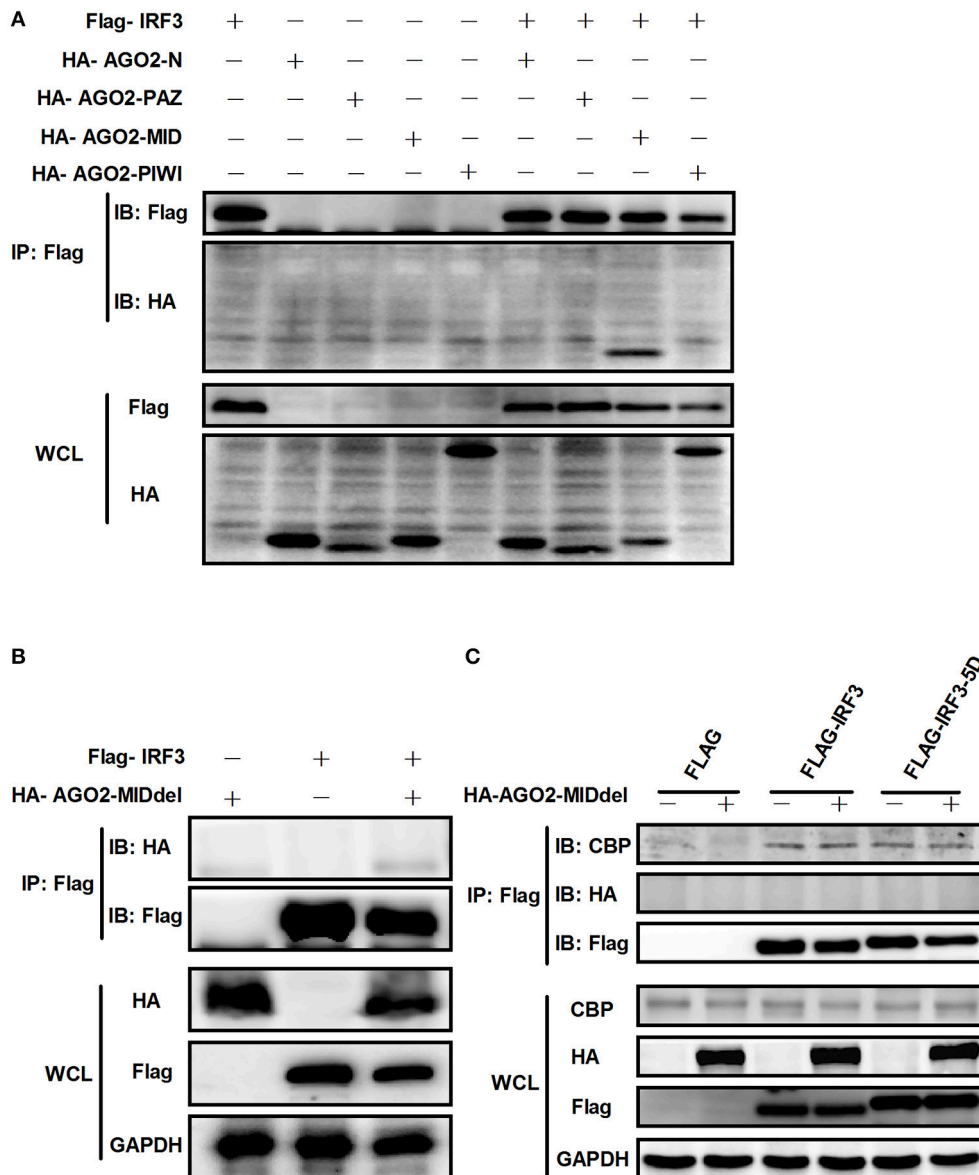 A
Flag- IRF3 + − − − − + + + +
HA- AGO2-N − + − − − + − − −
HA- AGO2-PAZ − − + − − − + − −
HA- AGO2-MID − − − + − − − + −
HA- AGO2-PIWI − − − − + − − − +
IP: Flag
IB: Flag
IB: HA
WCL
Flag
HA
B
Flag- IRF3 − + +
HA- AGO2-MIDdel + − +
IP: Flag
IB: HA
IB: Flag
WCL
HA
Flag
GAPDH
C
FLAG
FLAG-IRF3
FLAG-IRF3-5D
HA-AGO2-MIDdel − + − + − +
IP: Flag
IB: CBP
IB: HA
IB: Flag
WCL
CBP
HA
Flag
GAPDH